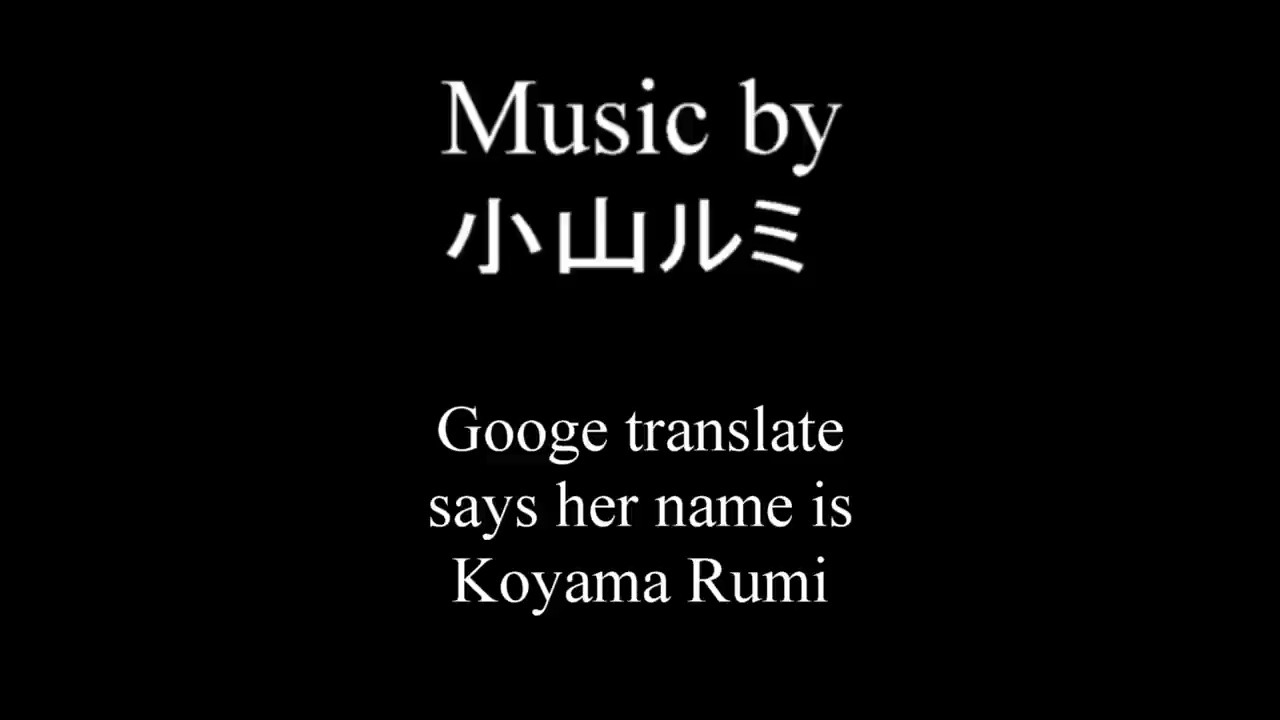 Music by
小山ルミ
Googe translate
says her name is
Koyama Rumi